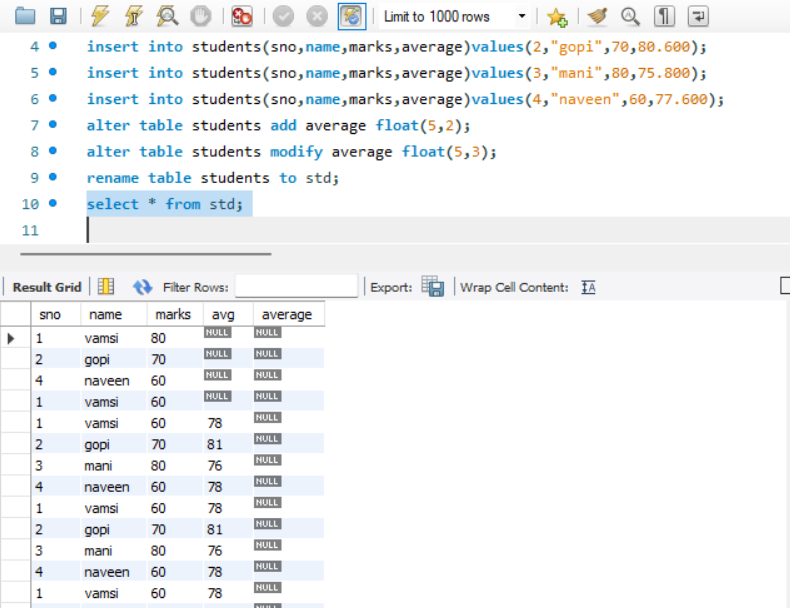 Limit to 1000 rows
4 insert into students(sno,name,marks,average)values(2,"gopi",70,80.600);
5 insert into students(sno,name,marks,average)values(3,"mani",80,75.800);
6 insert into students(sno,name,marks,average)values(4,"naveen",60,77.600);
7 alter table students add average float(5,2);
8 alter table students modify average float(5,3);
9 rename table students to std;
10 select * from std;
11
Result Grid Filter Rows: Export: Wrap Cell Content: IA
sno name marks avg average
1 vamsi 80 NULL NULL
2 gopi 70 NULL NULL
4 naveen 60 NULL NULL
1 vamsi 60 NULL NULL
1 vamsi 60 78 NULL
2 gopi 70 81 NULL
3 mani 80 76 NULL
4 naveen 60 78 NULL
1 vamsi 60 78 NULL
2 gopi 70 81 NULL
3 mani 80 76 NULL
4 naveen 60 78 NULL
1 vamsi 60 78 NULL
NULL